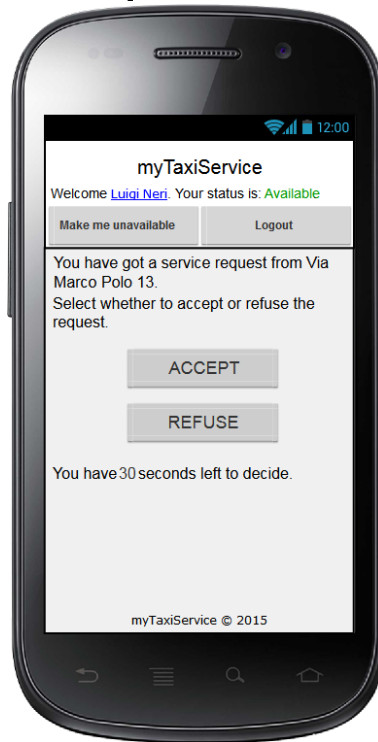 12:00
myTaxiService
Welcome Luigi Neri. Your status is: Available
Make me unavailable Logout
You have got a service request from Via
Marco Polo 13.
Select whether to accept or refuse the
request.
ACCEPT
REFUSE
You have 30 seconds left to decide.
myTaxiService © 2015